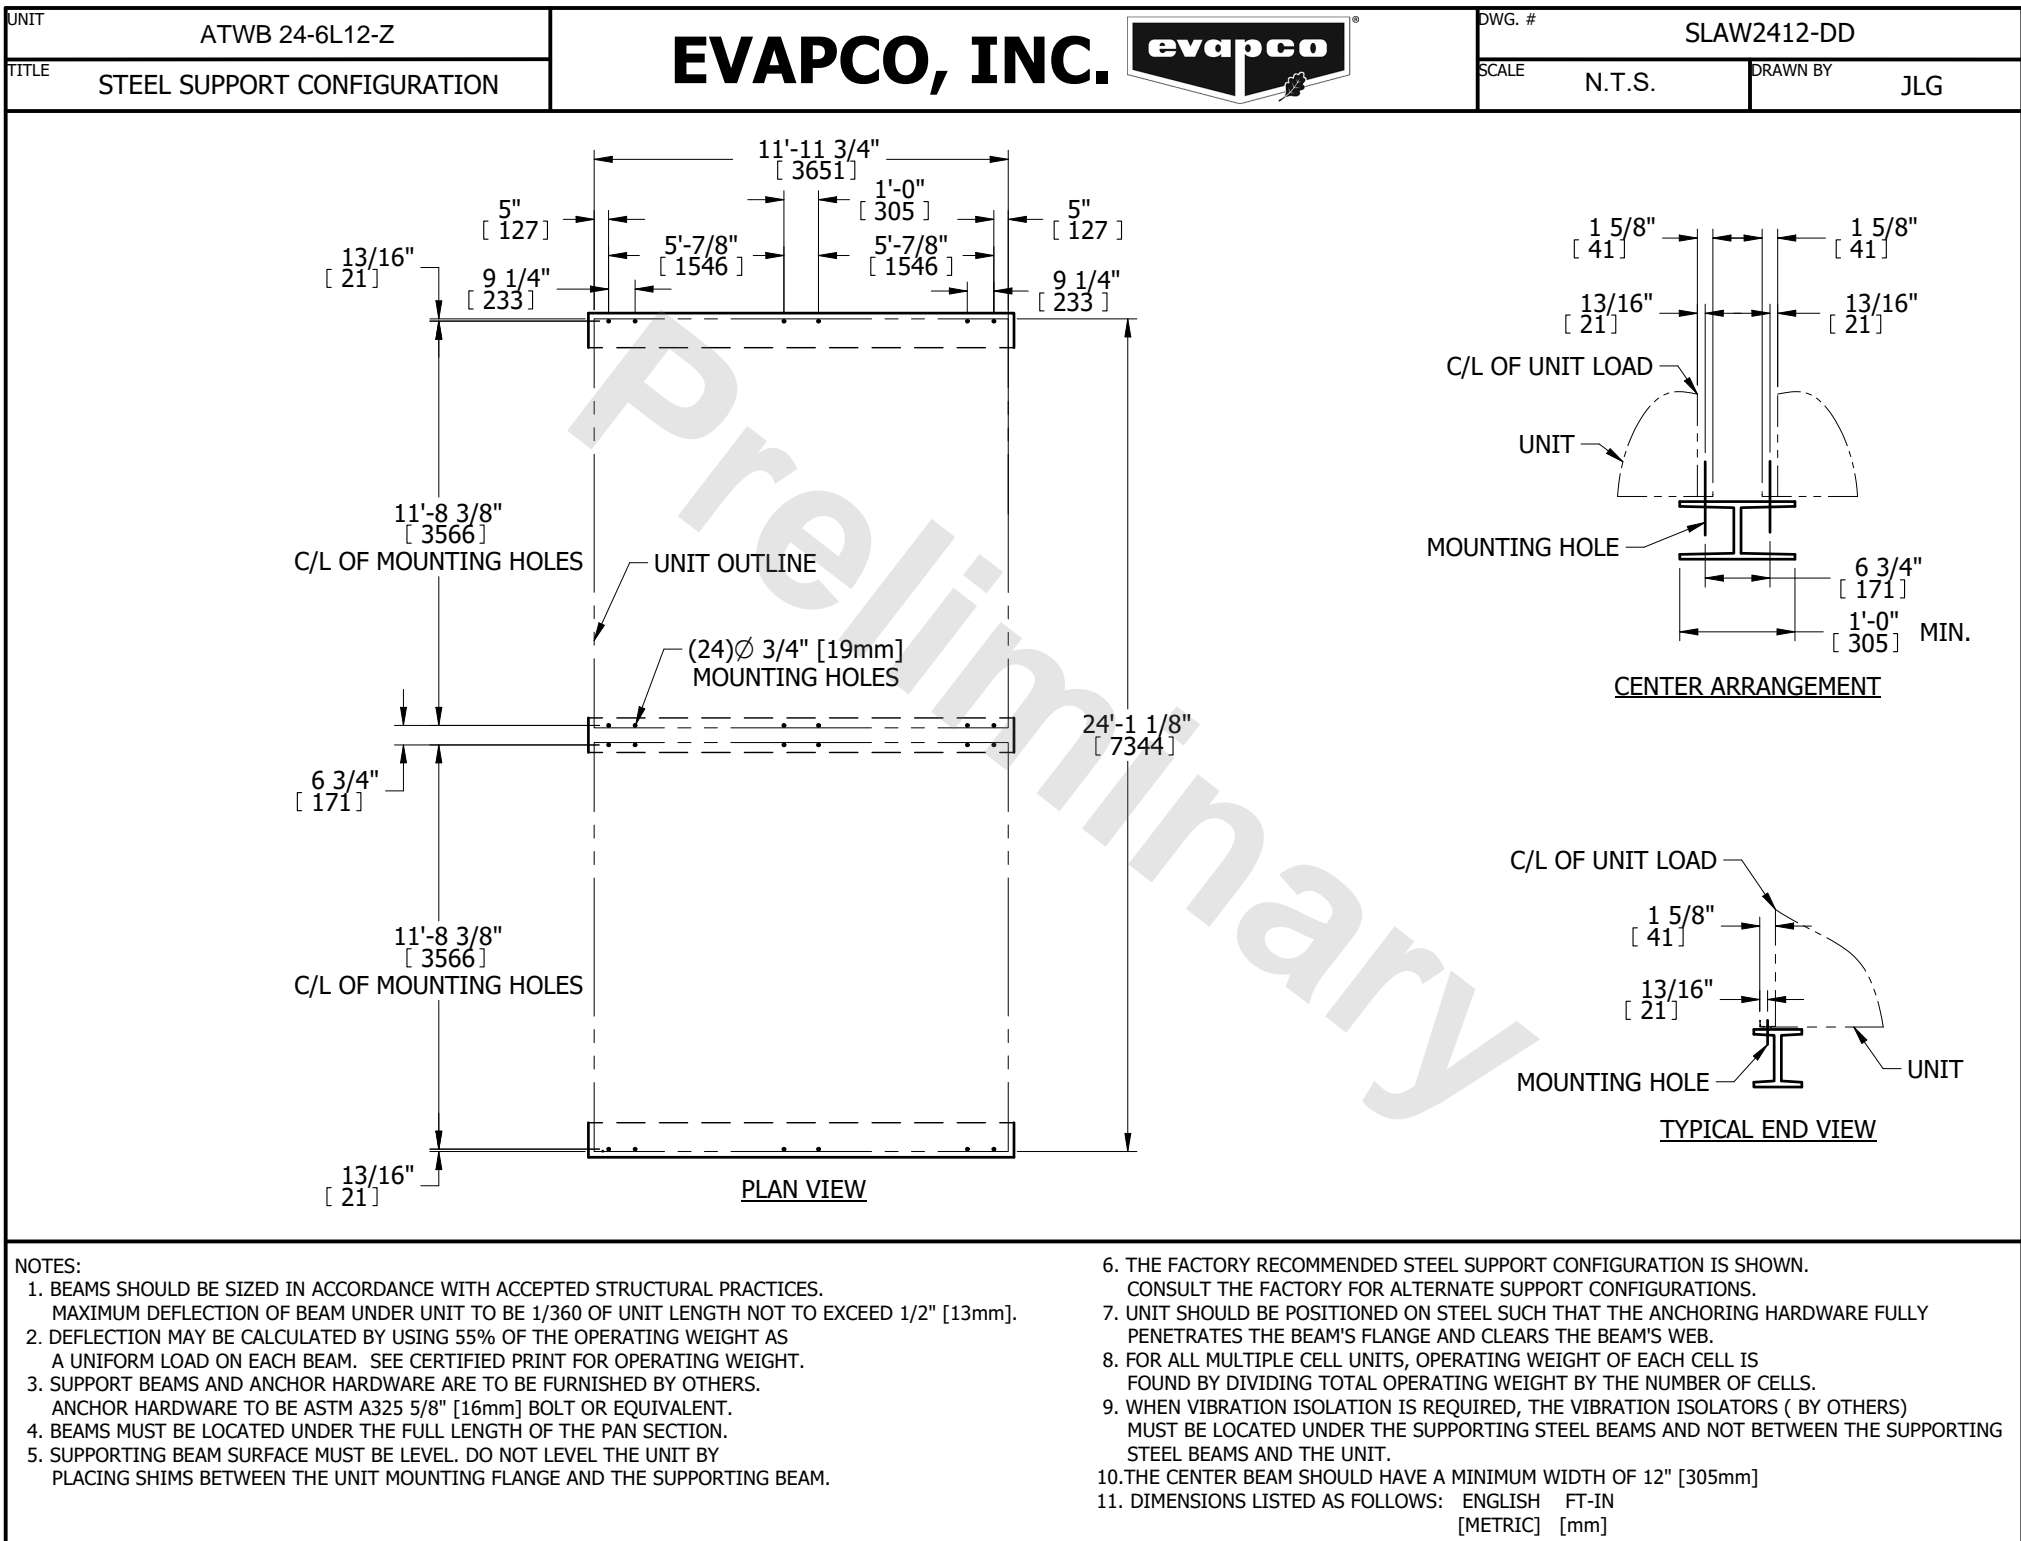 UNIT
ATWB 24-6L12-Z
TITLE
STEEL SUPPORT CONFIGURATION
EVAPCO, INC.
evapco
®
DWG. #
SLAW2412-DD
SCALE
N.T.S.
DRAWN BY
JLG
11'-11 3/4"
[ 3651 ]
1'-0"
[ 305 ]
5"
[ 127 ]
5"
[ 127 ]
5'-7/8"
[ 1546 ]
5'-7/8"
[ 1546 ]
13/16"
[ 21 ]
9 1/4"
[ 233 ]
9 1/4"
[ 233 ]
11'-8 3/8"
[ 3566 ]
C/L OF MOUNTING HOLES
UNIT OUTLINE
(24)Ø 3/4" [19mm]
MOUNTING HOLES
24'-1 1/8"
[ 7344 ]
6 3/4"
[ 171 ]
11'-8 3/8"
[ 3566 ]
C/L OF MOUNTING HOLES
13/16"
[ 21 ]
PLAN VIEW
Preliminary
1 5/8"
[ 41 ]
1 5/8"
[ 41 ]
13/16"
[ 21 ]
13/16"
[ 21 ]
C/L OF UNIT LOAD
UNIT
MOUNTING HOLE
6 3/4"
[ 171 ]
1'-0"
[ 305 ] MIN.
CENTER ARRANGEMENT
C/L OF UNIT LOAD
1 5/8"
[ 41 ]
13/16"
[ 21 ]
MOUNTING HOLE
UNIT
TYPICAL END VIEW
NOTES:
1. BEAMS SHOULD BE SIZED IN ACCORDANCE WITH ACCEPTED STRUCTURAL PRACTICES.
MAXIMUM DEFLECTION OF BEAM UNDER UNIT TO BE 1/360 OF UNIT LENGTH NOT TO EXCEED 1/2" [13mm].
2. DEFLECTION MAY BE CALCULATED BY USING 55% OF THE OPERATING WEIGHT AS
A UNIFORM LOAD ON EACH BEAM. SEE CERTIFIED PRINT FOR OPERATING WEIGHT.
3. SUPPORT BEAMS AND ANCHOR HARDWARE ARE TO BE FURNISHED BY OTHERS.
ANCHOR HARDWARE TO BE ASTM A325 5/8" [16mm] BOLT OR EQUIVALENT.
4. BEAMS MUST BE LOCATED UNDER THE FULL LENGTH OF THE PAN SECTION.
5. SUPPORTING BEAM SURFACE MUST BE LEVEL. DO NOT LEVEL THE UNIT BY
PLACING SHIMS BETWEEN THE UNIT MOUNTING FLANGE AND THE SUPPORTING BEAM.
6. THE FACTORY RECOMMENDED STEEL SUPPORT CONFIGURATION IS SHOWN.
CONSULT THE FACTORY FOR ALTERNATE SUPPORT CONFIGURATIONS.
7. UNIT SHOULD BE POSITIONED ON STEEL SUCH THAT THE ANCHORING HARDWARE FULLY
PENETRATES THE BEAM'S FLANGE AND CLEARS THE BEAM'S WEB.
8. FOR ALL MULTIPLE CELL UNITS, OPERATING WEIGHT OF EACH CELL IS
FOUND BY DIVIDING TOTAL OPERATING WEIGHT BY THE NUMBER OF CELLS.
9. WHEN VIBRATION ISOLATION IS REQUIRED, THE VIBRATION ISOLATORS ( BY OTHERS)
MUST BE LOCATED UNDER THE SUPPORTING STEEL BEAMS AND NOT BETWEEN THE SUPPORTING
STEEL BEAMS AND THE UNIT.
10.THE CENTER BEAM SHOULD HAVE A MINIMUM WIDTH OF 12" [305mm]
11. DIMENSIONS LISTED AS FOLLOWS: ENGLISH FT-IN
[METRIC] [mm]